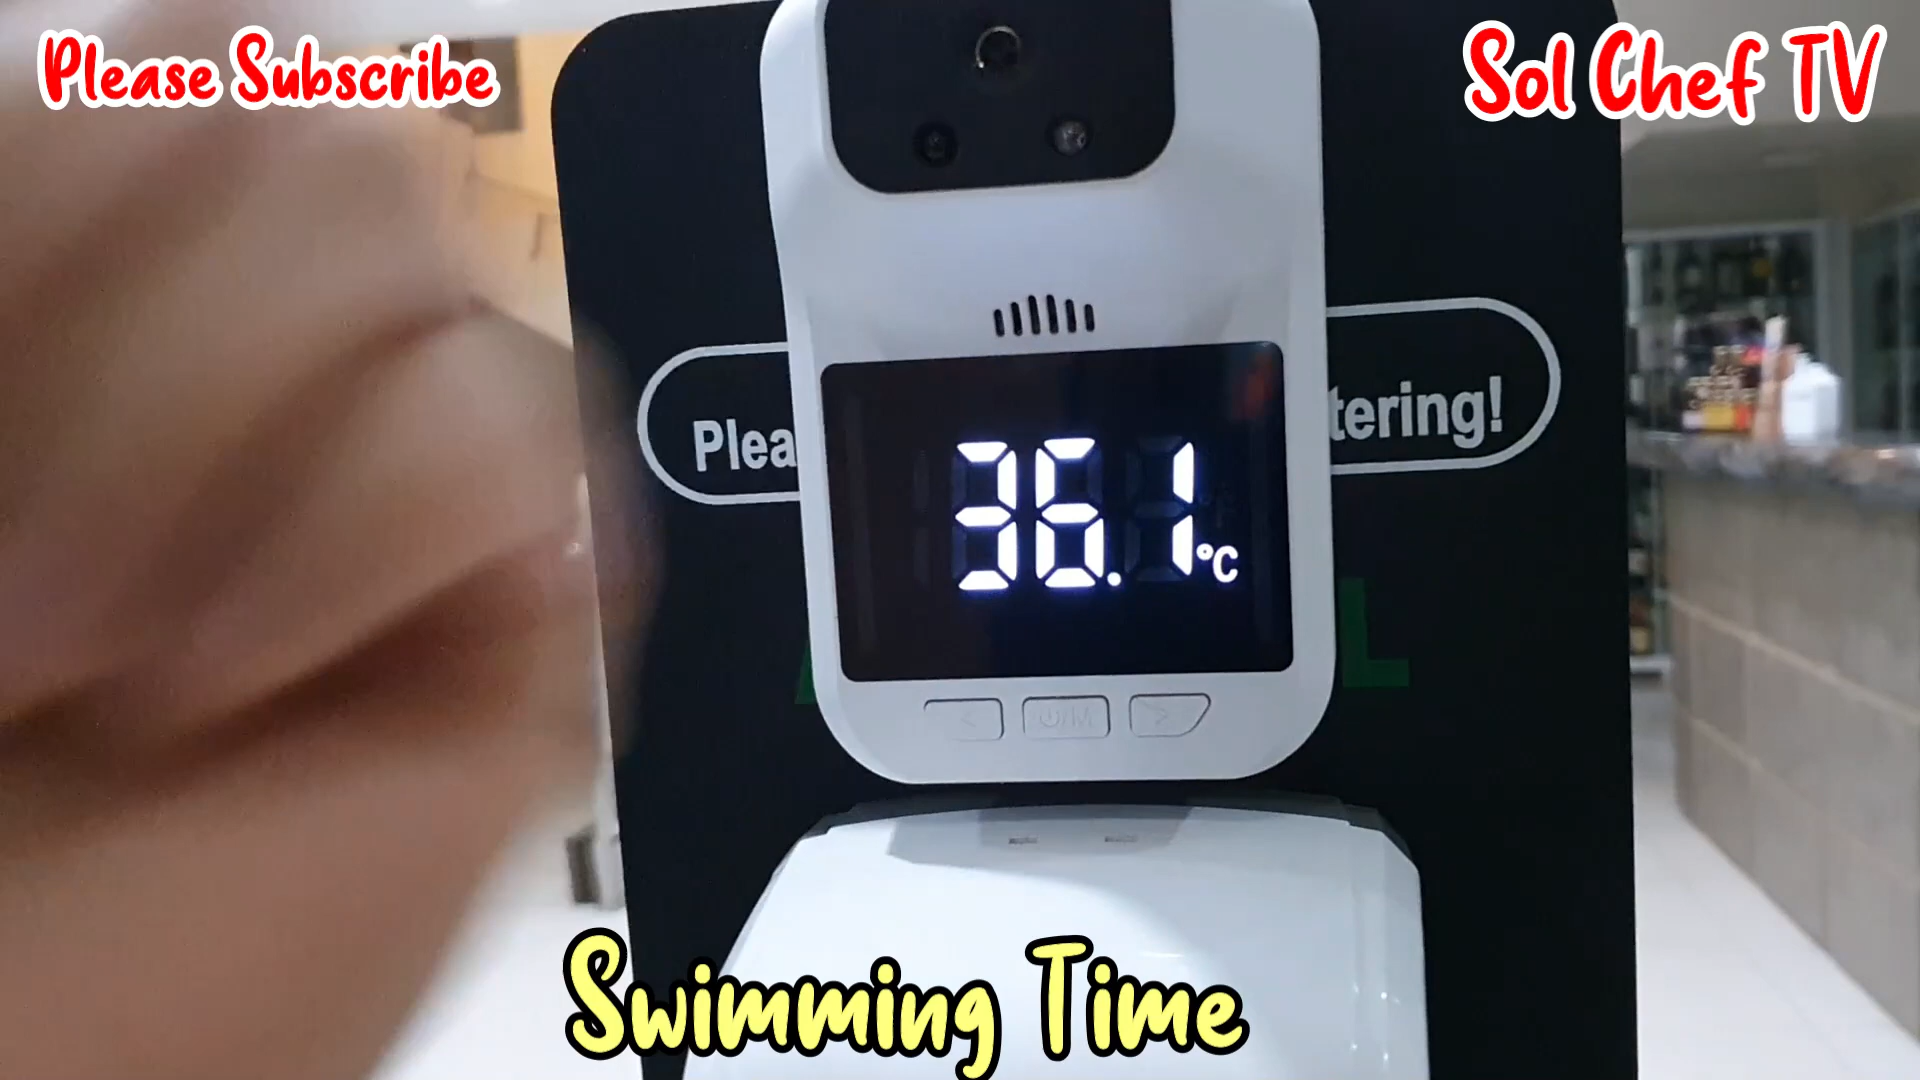 Please Subscribe
Sol Chef TV
Plea
tering!
36.1°C
< ⏻/M >
L
Swimming Time